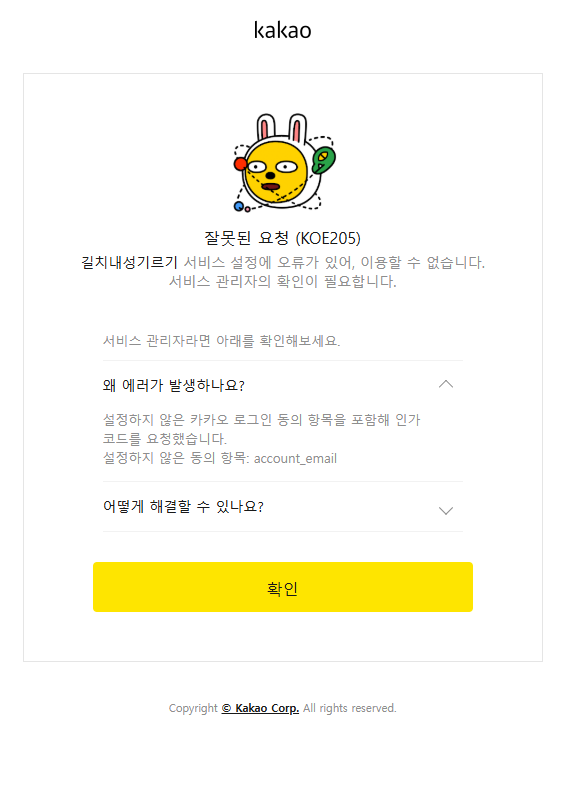 kakao
잘못된 요청 (KOE205)
길치내성기르기 서비스 설정에 오류가 있어, 이용할 수 없습니다.
서비스 관리자의 확인이 필요합니다.
서비스 관리자라면 아래를 확인해보세요.
왜 에러가 발생하나요?
설정하지 않은 카카오 로그인 동의 항목을 포함해 인가
코드를 요청했습니다.
설정하지 않은 동의 항목: account_email
어떻게 해결할 수 있나요?
확인
Copyright © Kakao Corp. All rights reserved.